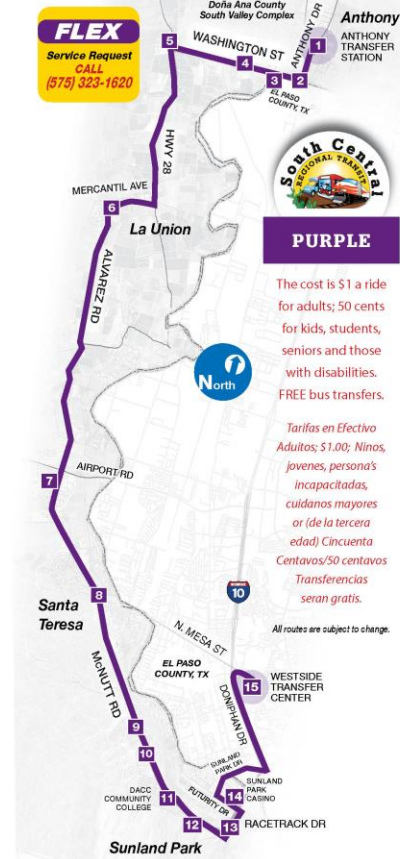 Doña Ana County
South Valley Complex
Anthony
FLEX
Service Request
CALL
(575) 323-1620
5
WASHINGTON ST
4
ANTHONY DR
1
ANTHONY
TRANSFER
STATION
3
2
EL PASO
COUNTY, TX
HWY 28
MERCANTIL AVE
6
La Union
South Central
REGIONAL TRANSIT
PURPLE
ALVAREZ RD
The cost is $1 a ride
for adults; 50 cents
for kids, students,
seniors and those
with disabilities.
FREE bus transfers.
North
Tarifas en Efectivo
Aduitos; $1.00; Ninos,
jovenes, persona's
incapacitadas,
cuidanos mayores
or (de la tercera
edad) Cincuenta
Centavos/50 centavos
Transferencias
seran gratis.
AIRPORT RD
7
8
10
Santa
Teresa
All routes are subject to change.
N. MESA ST
McNUTT RD
EL PASO
COUNTY, TX
15
WESTSIDE
TRANSFER
CENTER
DONIPHAN DR
9
10
SUNLAND
PARK DR
DACC
COMMUNITY
COLLEGE
11
FUTURITY DR
14
SUNLAND
PARK
CASINO
12
13
RACETRACK DR
Sunland Park